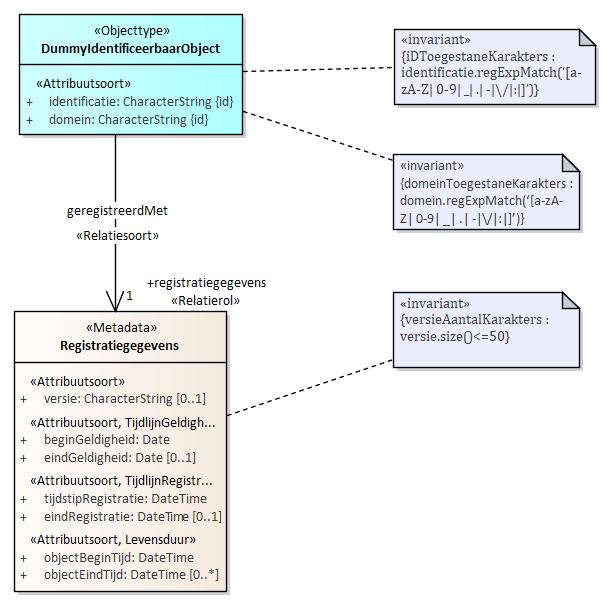 «Objecttype»
DummyIdentificeerbaarObject
«Attribuutsoort»
+ identificatie: CharacterString {id}
+ domein: CharacterString {id}
«invariant»
{iDToegestaneKarakters :
identificatie.regExpMatch(‘[a-
zA-Z| 0-9| _| .| -|\/|:|]’)}
«invariant»
{domeinToegestaneKarakters :
domein.regExpMatch(‘[a-zA-
Z| 0-9| _ | . | -|\/|:|]’)}
geregistreerdMet
«Relatiesoort»
+registratiegegevens
1
«Relatierol»
«invariant»
{versieAantalKarakters :
versie.size()<=50}
«Metadata»
Registratiegegevens
«Attribuutsoort»
+ versie: CharacterString [0..1]
«Attribuutsoort, TijdlijnGeldigh...
+ beginGeldigheid: Date
+ eindGeldigheid: Date [0..1]
«Attribuutsoort, TijdlijnRegistr...
+ tijdstipRegistratie: DateTime
+ eindRegistratie: DateTime [0..1]
«Attribuutsoort, Levensduur»
+ objectBeginTijd: DateTime
+ objectEindTijd: DateTime [0..*]